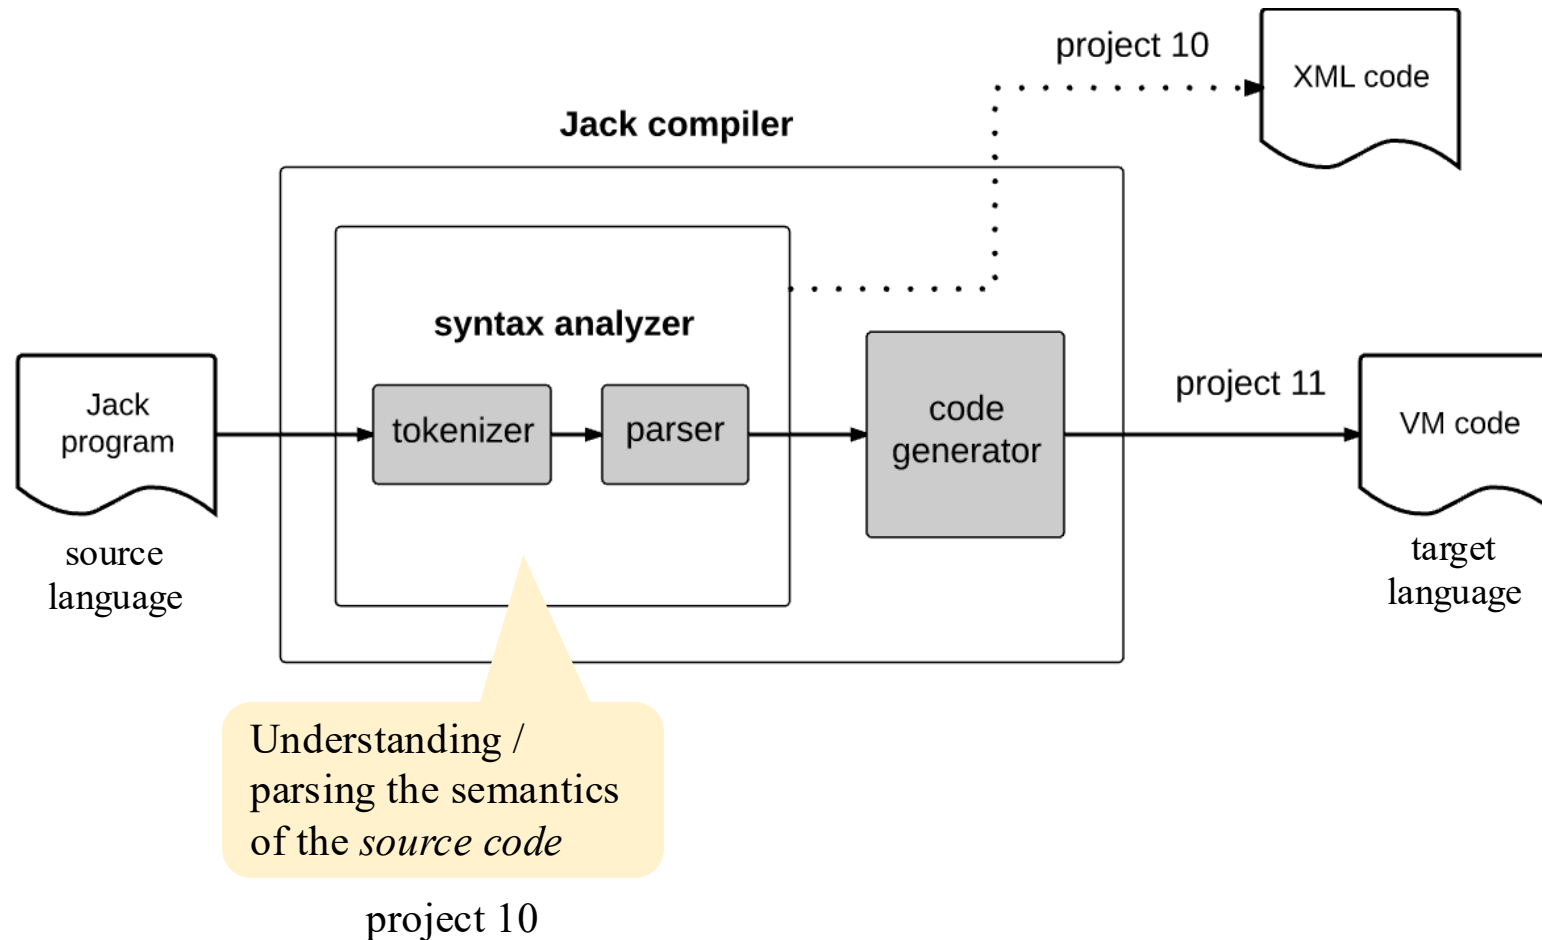 project 10
XML code
Jack compiler
syntax analyzer
Jack
program
tokenizer
parser
code
generator
project 11
VM code
source
language
target
language
Understanding /
parsing the semantics
of the source code
project 10